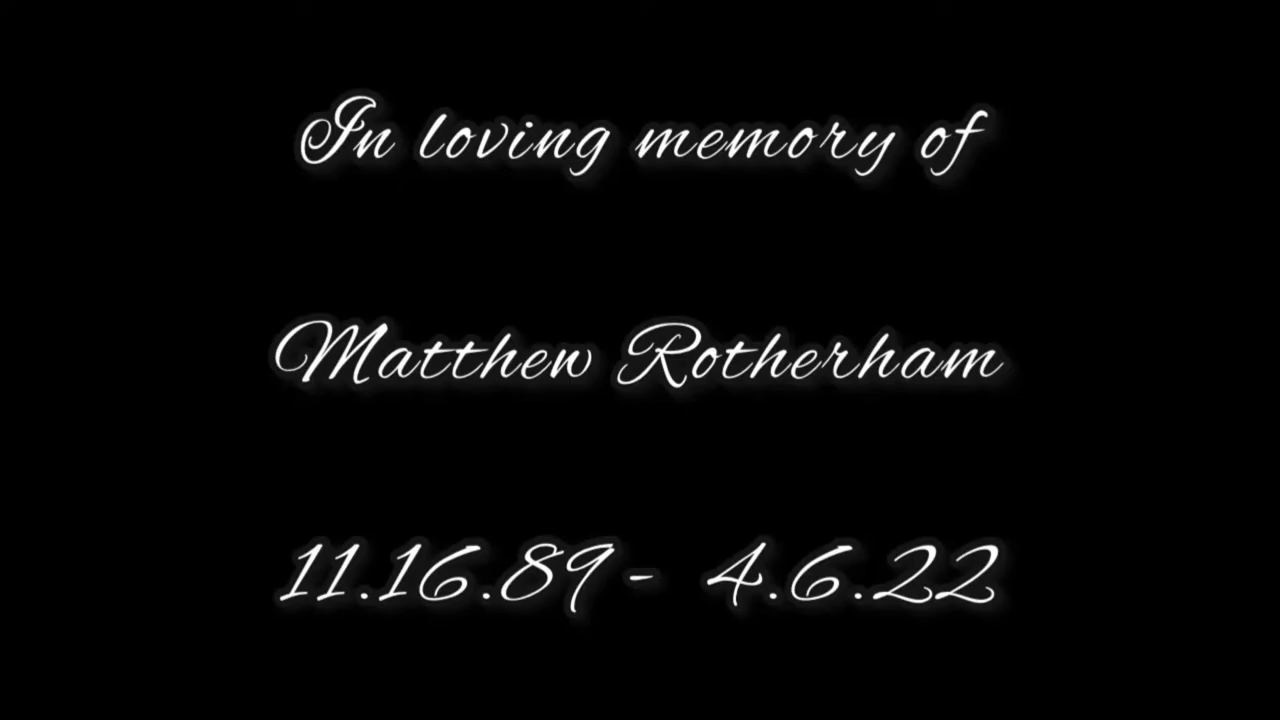 In loving memory of
Matthew Rotherham
11.16.89 - 4.6.22